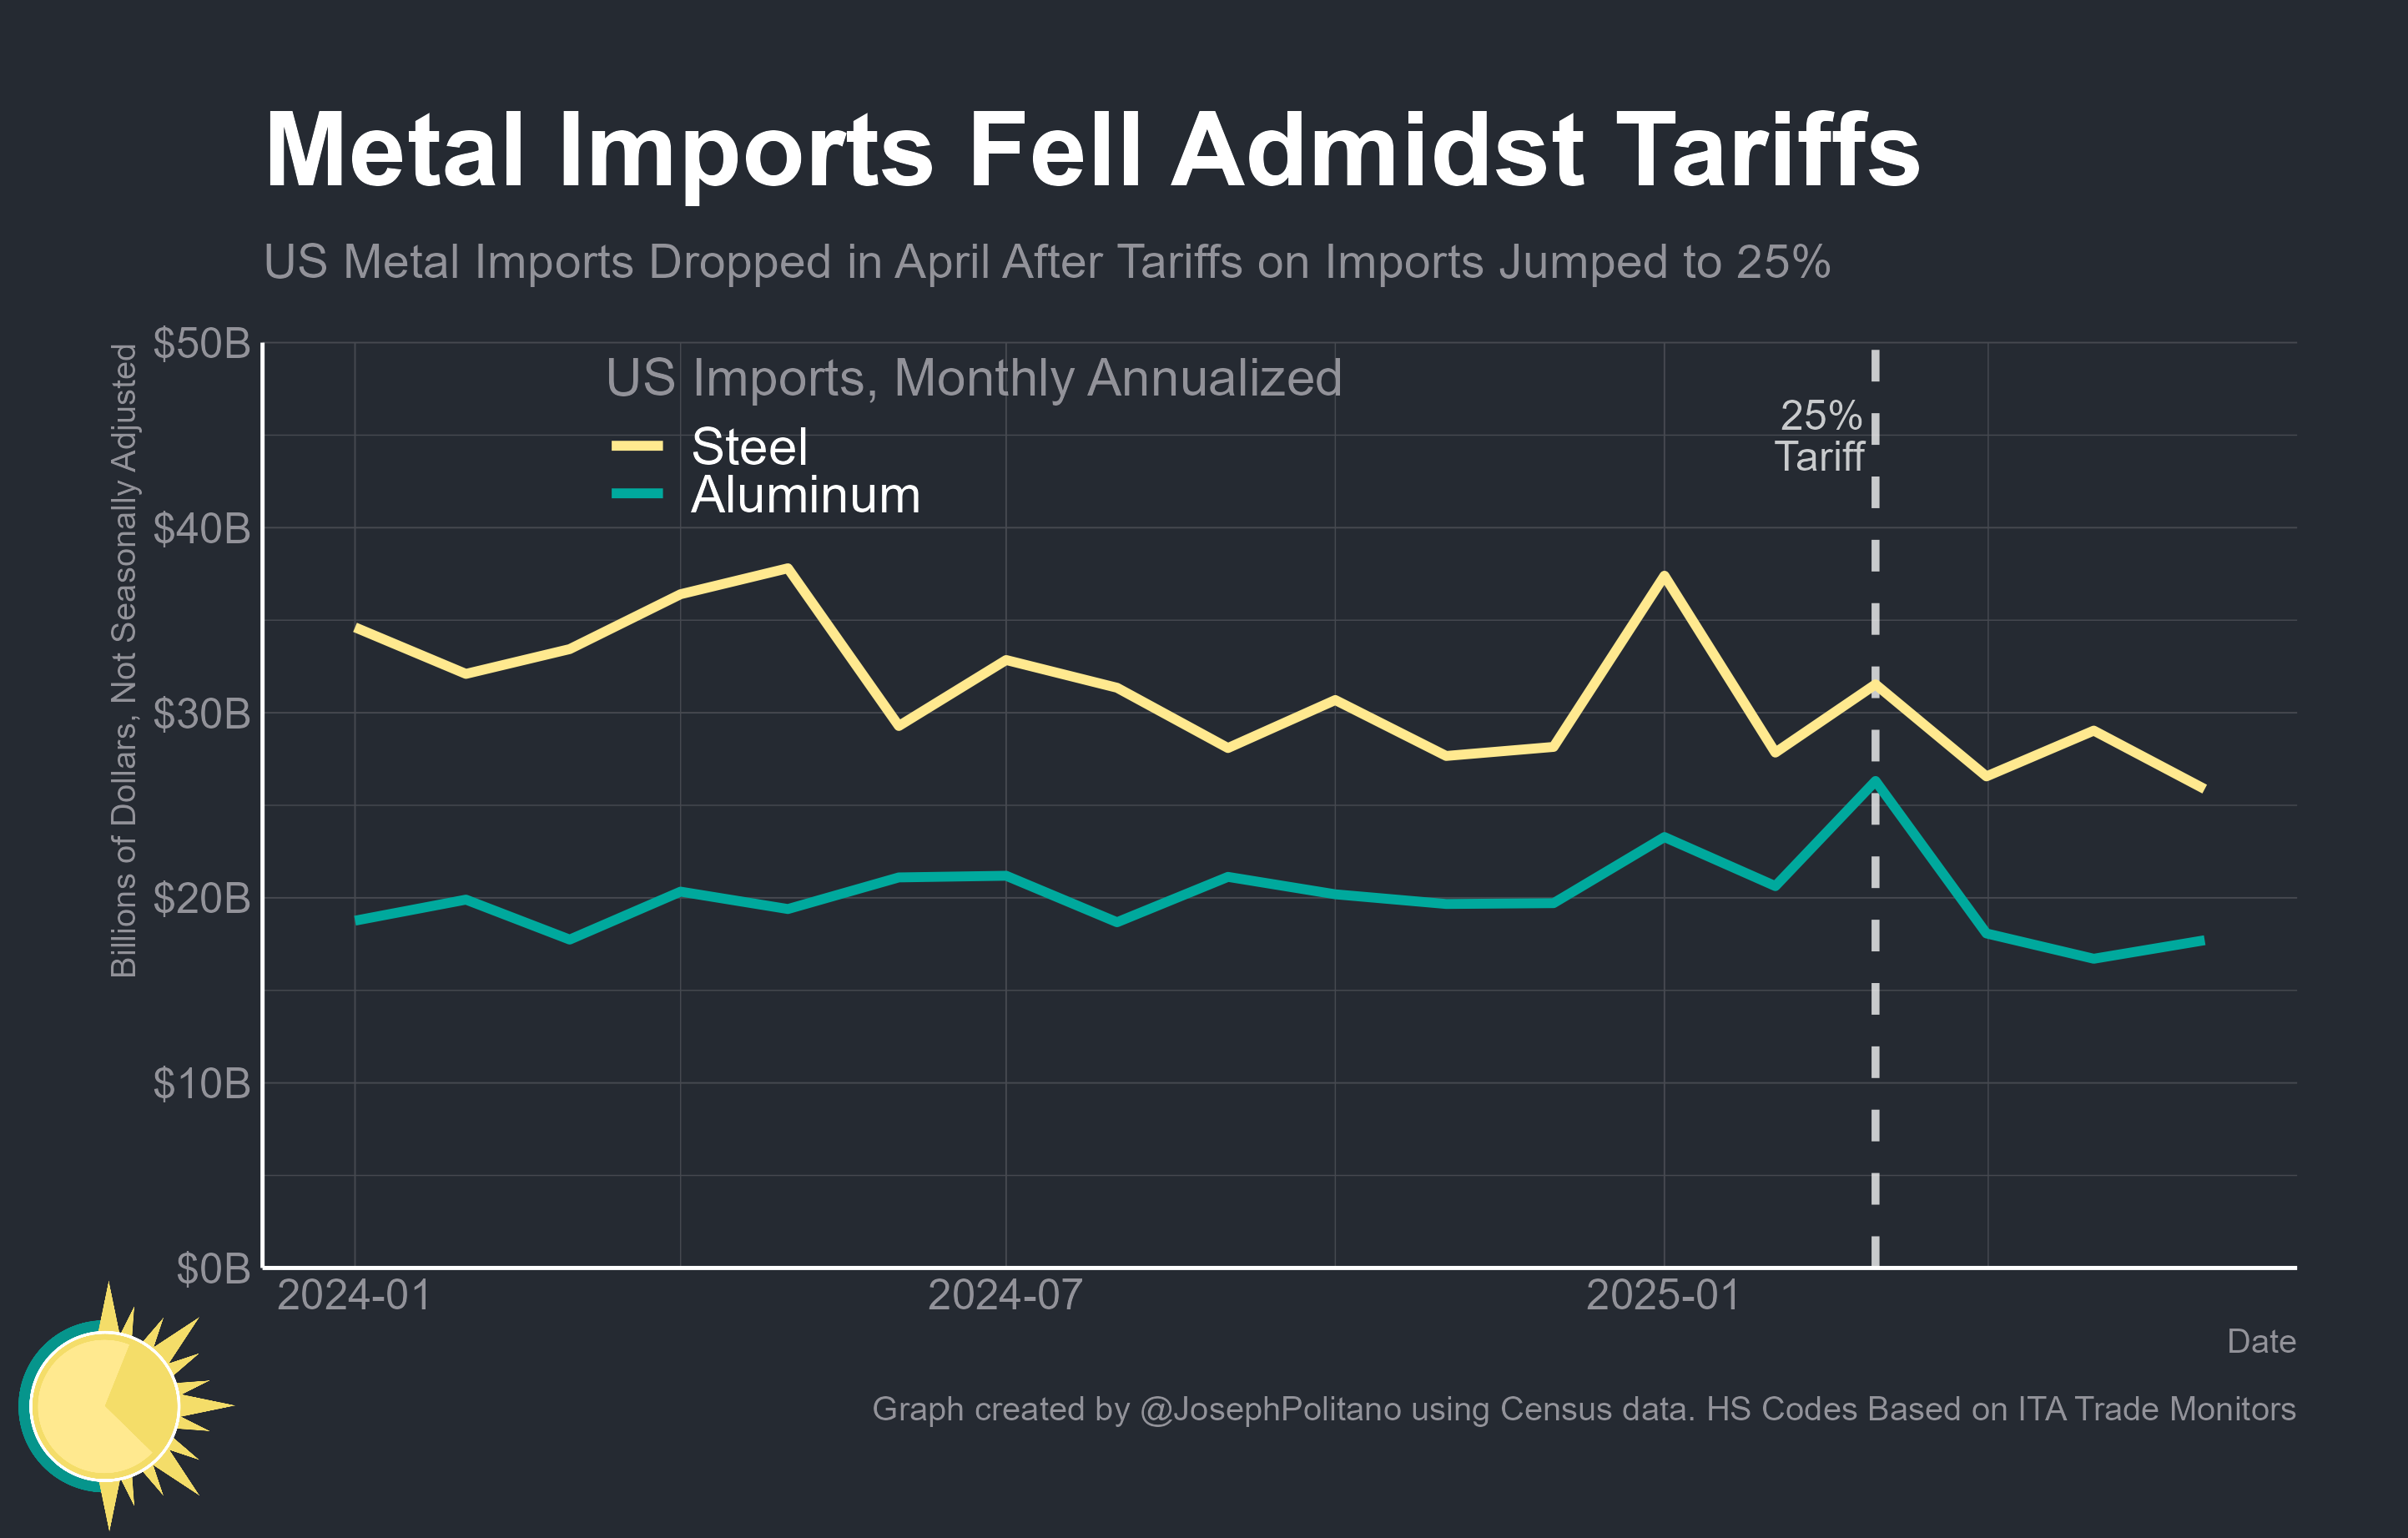 Metal Imports Fell Admidst Tariffs
US Metal Imports Dropped in April After Tariffs on Imports Jumped to 25%
Billions of Dollars, Not Seasonally Adjusted
$50B
$40B
$30B
$20B
$10B
$0B
US Imports, Monthly Annualized
Steel
Aluminum
25%
Tariff
2024-01
2024-07
2025-01
Date
Graph created by @JosephPolitano using Census data. HS Codes Based on ITA Trade Monitors